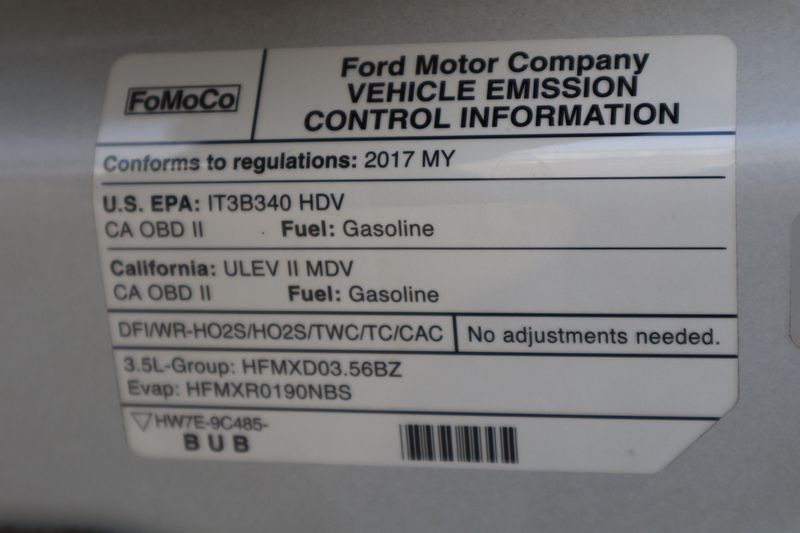 FoMoCo
Ford Motor Company
VEHICLE EMISSION
CONTROL INFORMATION
Conforms to regulations: 2017 MY
U.S. EPA: IT3B340 HDV
CA OBD II Fuel: Gasoline
California: ULEV II MDV
CA OBD II Fuel: Gasoline
DFI/WR-HO2S/HO2S/TWC/TC/CAC
No adjustments needed.
3.5L-Group: HFMXD03.56BZ
Evap: HFMXR0190NBS
HW7E-9C485-
BUB